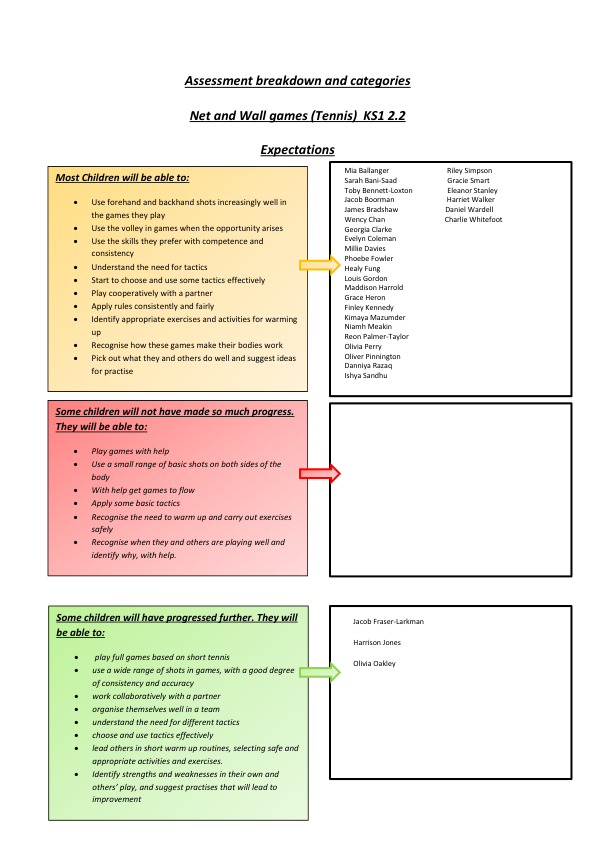 Assessment breakdown and categories
Net and Wall games (Tennis)  KS1 2.2
Expectations
Most Children will be able to:
• Use forehand and backhand shots increasingly well in
the games they play
• Use the volley in games when the opportunity arises
• Use the skills they prefer with competence and
consistency
• Understand the need for tactics
• Start to choose and use some tactics effectively
• Play cooperatively with a partner
• Apply rules consistently and fairly
• Identify appropriate exercises and activities for warming
up
• Recognise how these games make their bodies work
• Pick out what they and others do well and suggest ideas
for practise
Mia Ballanger
Sarah Bani-Saad
Toby Bennett-Loxton
Jacob Boorman
James Bradshaw
Wency Chan
Georgia Clarke
Evelyn Coleman
Millie Davies
Phoebe Fowler
Healy Fung
Louis Gordon
Maddison Harrold
Grace Heron
Finley Kennedy
Kimaya Mazumder
Niamh Meakin
Reon Palmer-Taylor
Olivia Perry
Oliver Pinnington
Danniya Razaq
Ishya Sandhu
Riley Simpson
Gracie Smart
Eleanor Stanley
Harriet Walker
Daniel Wardell
Charlie Whitefoot
Some children will not have made so much progress.
They will be able to:
• Play games with help
• Use a small range of basic shots on both sides of the
body
• With help get games to flow
• Apply some basic tactics
• Recognise the need to warm up and carry out exercises
safely
• Recognise when they and others are playing well and
identify why, with help.
Some children will have progressed further. They will
be able to:
• play full games based on short tennis
• use a wide range of shots in games, with a good degree
of consistency and accuracy
• work collaboratively with a partner
• organise themselves well in a team
• understand the need for different tactics
• choose and use tactics effectively
• lead others in short warm up routines, selecting safe and
appropriate activities and exercises.
• Identify strengths and weaknesses in their own and
others' play, and suggest practises that will lead to
improvement
Jacob Fraser-Larkman
Harrison Jones
Olivia Oakley